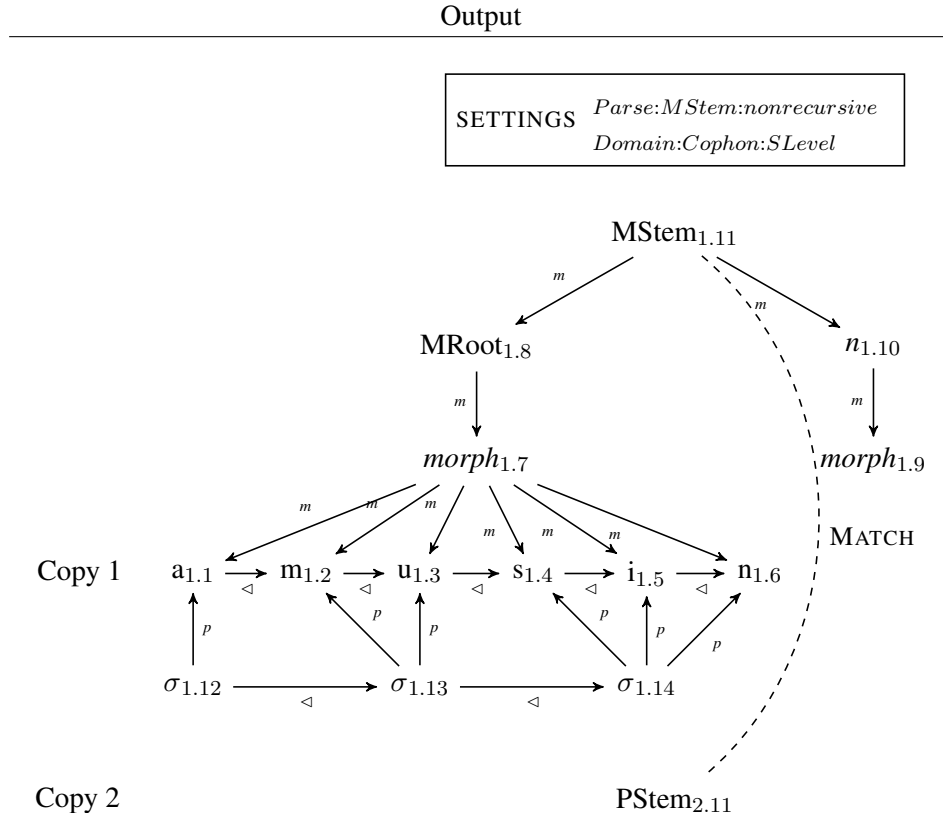 Output
SETTINGS Parse:MStem:nonrecursive
Domain:Cophon:SLevel
MStem1.11
m m
MRoot1.8 n1.10
m m
morph1.7 morph1.9
m m m m m m
MATCH
Copy 1 a1.1 m1.2 u1.3 s1.4 i1.5 n1.6
◁ ◁ ◁ ◁ ◁
p p p p p p
σ1.12 σ1.13 σ1.14
◁ ◁
Copy 2 PStem2.11